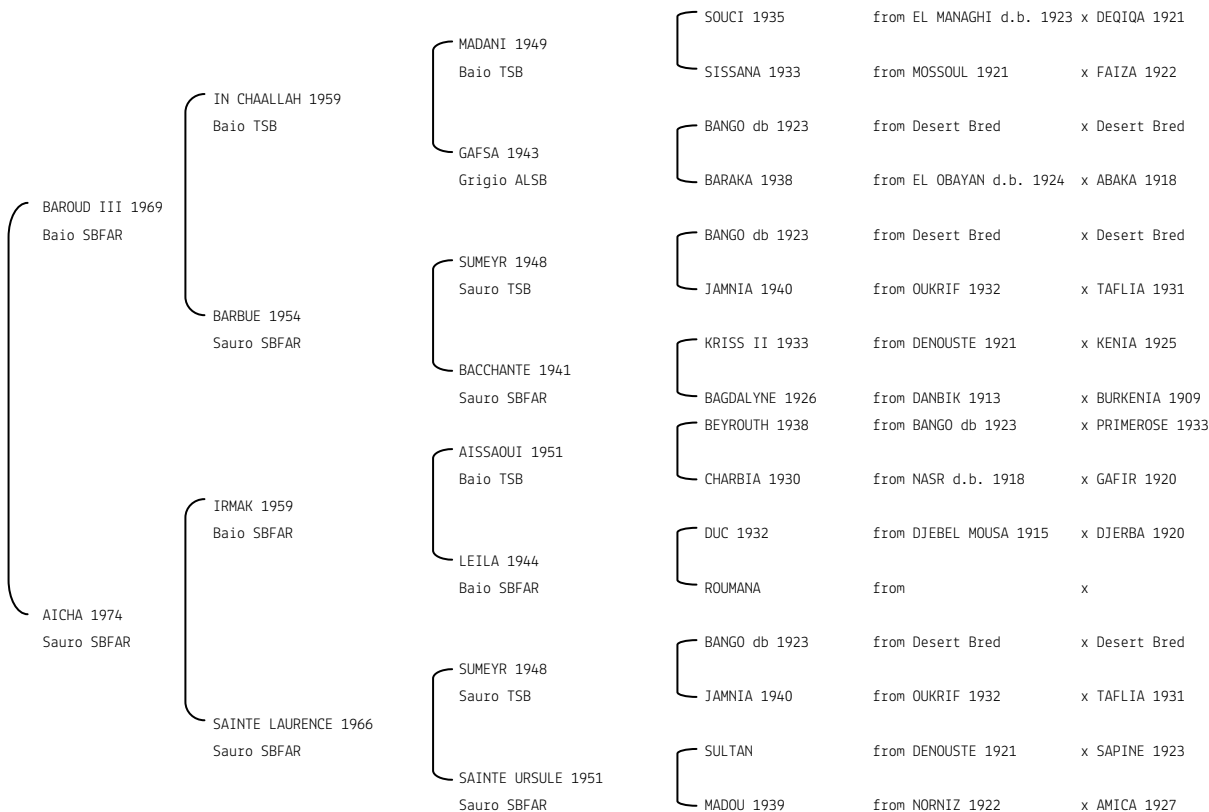 SOUCI 1935 from EL MANAGHI d.b. 1923 x DEQIQA 1921
MADANI 1949
Baio TSB SISSANA 1933 from MOSSOUL 1921 x FAIZA 1922
IN CHAALLAH 1959
Baio TSB BANGO db 1923 from Desert Bred x Desert Bred
GAFSA 1943
Grigio ALSB BARAKA 1938 from EL OBAYAN d.b. 1924 x ABAKA 1918
BAROUD III 1969
Baio SBFAR BANGO db 1923 from Desert Bred x Desert Bred
SUMEYR 1948
Sauro TSB JAMNIA 1940 from OUKRIF 1932 x TAFLIA 1931
BARBUE 1954
Sauro SBFAR KRISS II 1933 from DENOUSTE 1921 x KENIA 1925
BACCHANTE 1941
Sauro SBFAR BAGDALYNE 1926 from DANBIK 1913 x BURKENIA 1909
BEYROUTH 1938 from BANGO db 1923 x PRIMEROSE 1933
AISSAOUI 1951
Baio TSB CHARBIA 1930 from NASR d.b. 1918 x GAFIR 1920
IRMAK 1959
Baio SBFAR DUC 1932 from DJEBEL MOUSA 1915 x DJERBA 1920
LEILA 1944
Baio SBFAR ROUMANA from x
AICHA 1974
Sauro SBFAR BANGO db 1923 from Desert Bred x Desert Bred
SUMEYR 1948
Sauro TSB JAMNIA 1940 from OUKRIF 1932 x TAFLIA 1931
SAINTE LAURENCE 1966
Sauro SBFAR SULTAN from DENOUSTE 1921 x SAPINE 1923
SAINTE URSULE 1951
Sauro SBFAR MADOU 1939 from NORNIZ 1922 x AMICA 1927